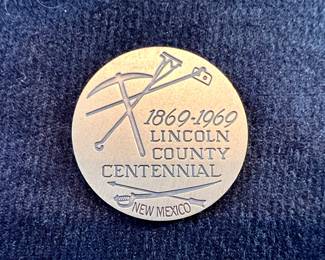 1869-1969
LINCOLN
COUNTY
CENTENNIAL
NEW MEXICO